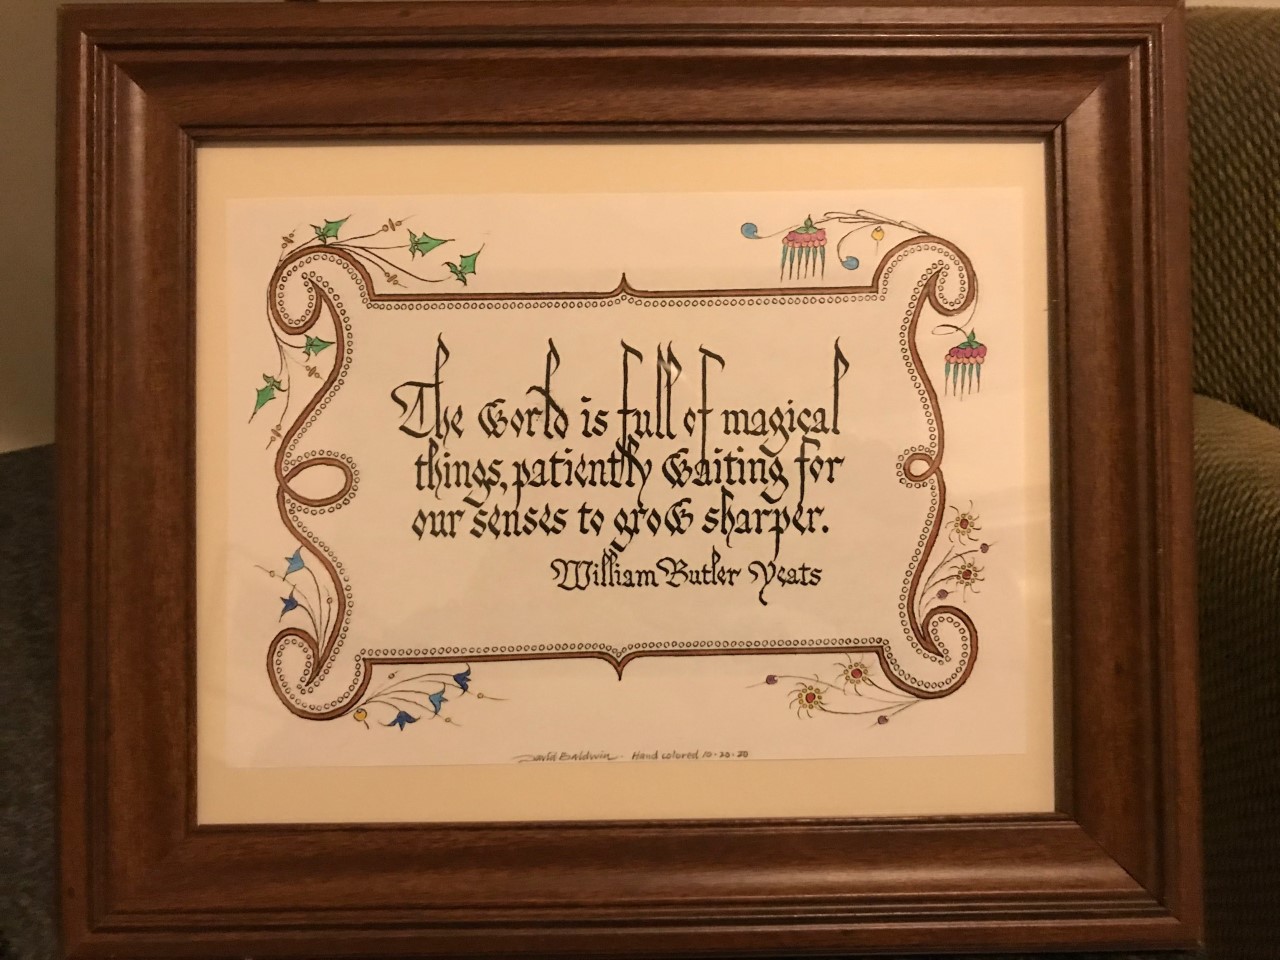 The World is full of magical
things, patiently waiting for
our senses to grow sharper.
William Butler Yeats
David Baldwin - Hand colored 10-20-20